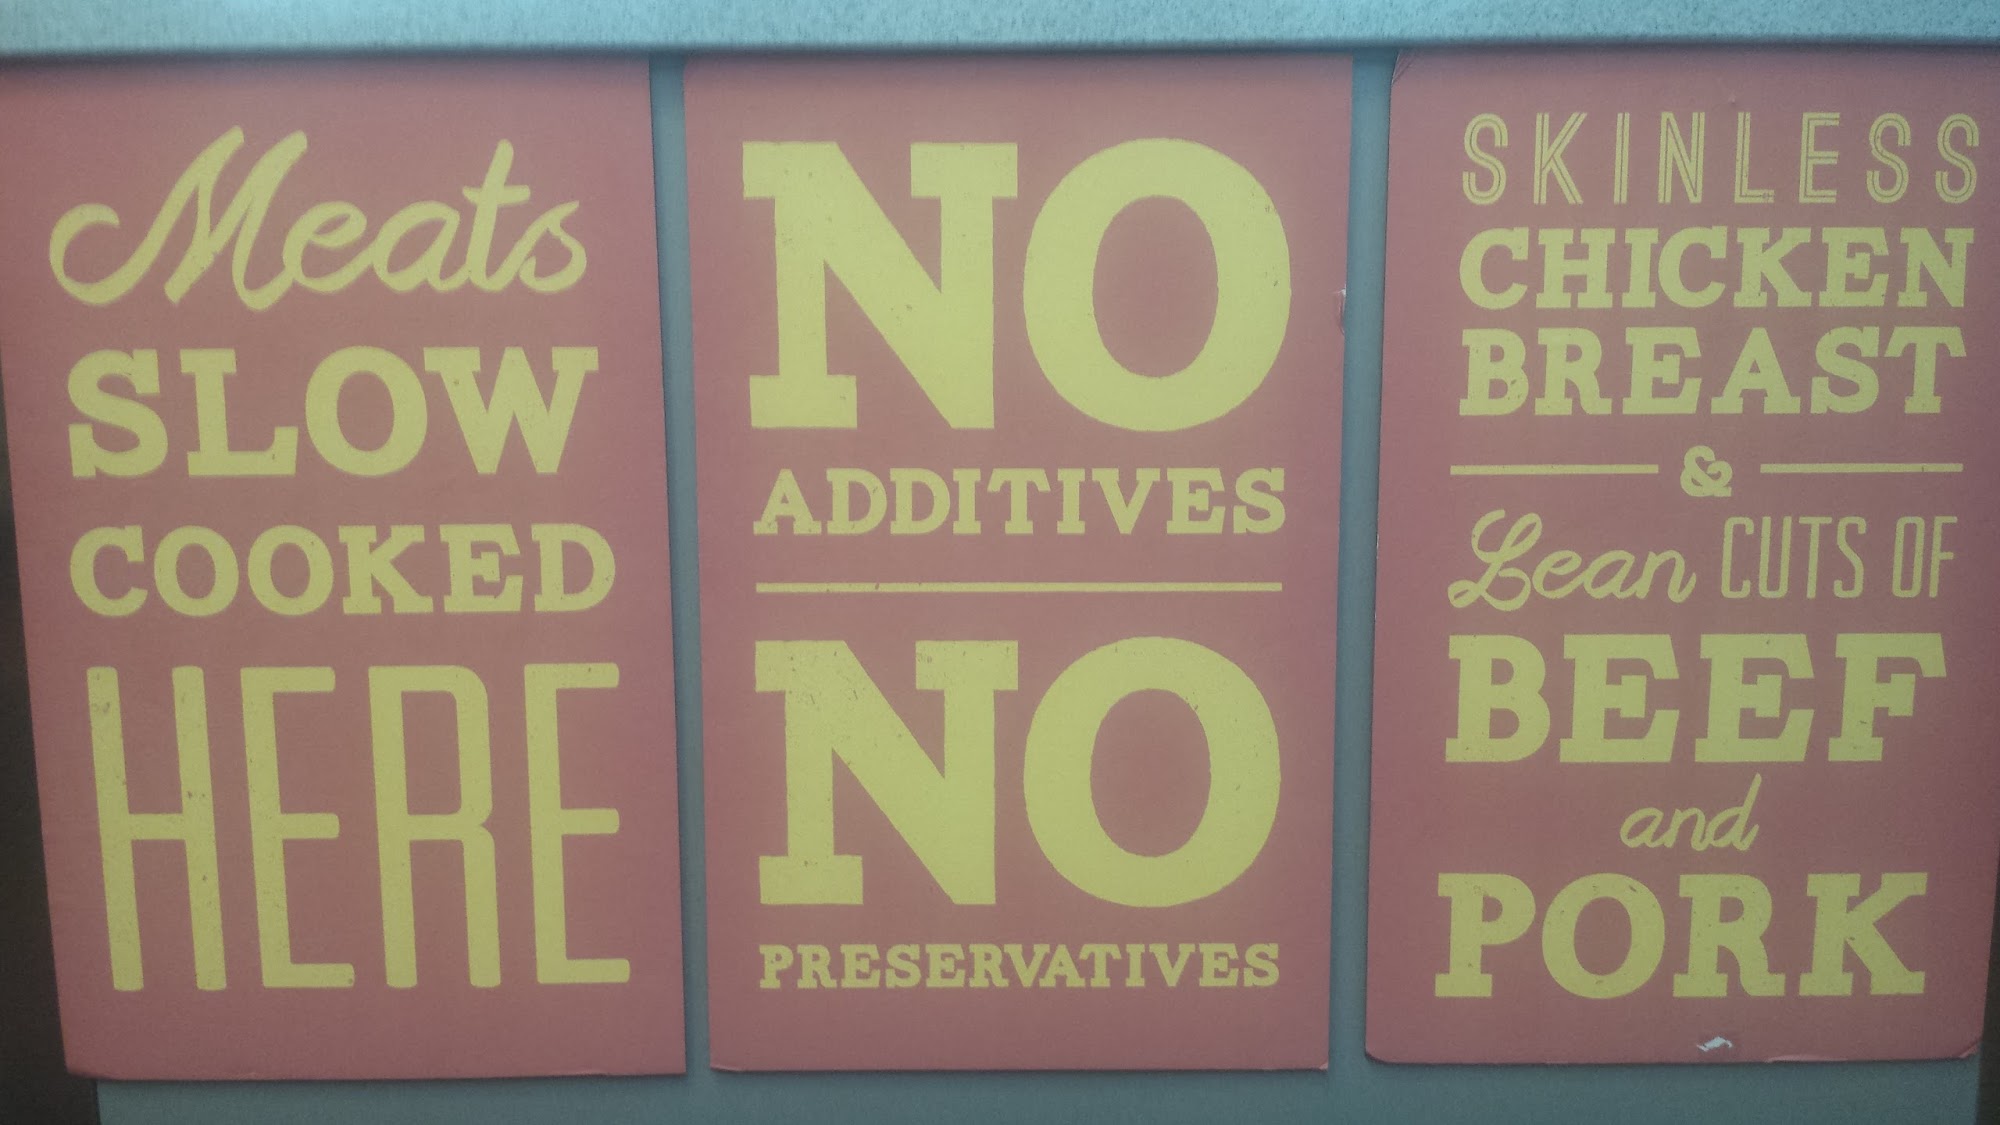 Meats
SLOW
COOKED
HERE
NO
ADDITIVES
NO
PRESERVATIVES
SKINLESS
CHICKEN
BREAST
&
Lean CUTS OF
BEEF
and
PORK